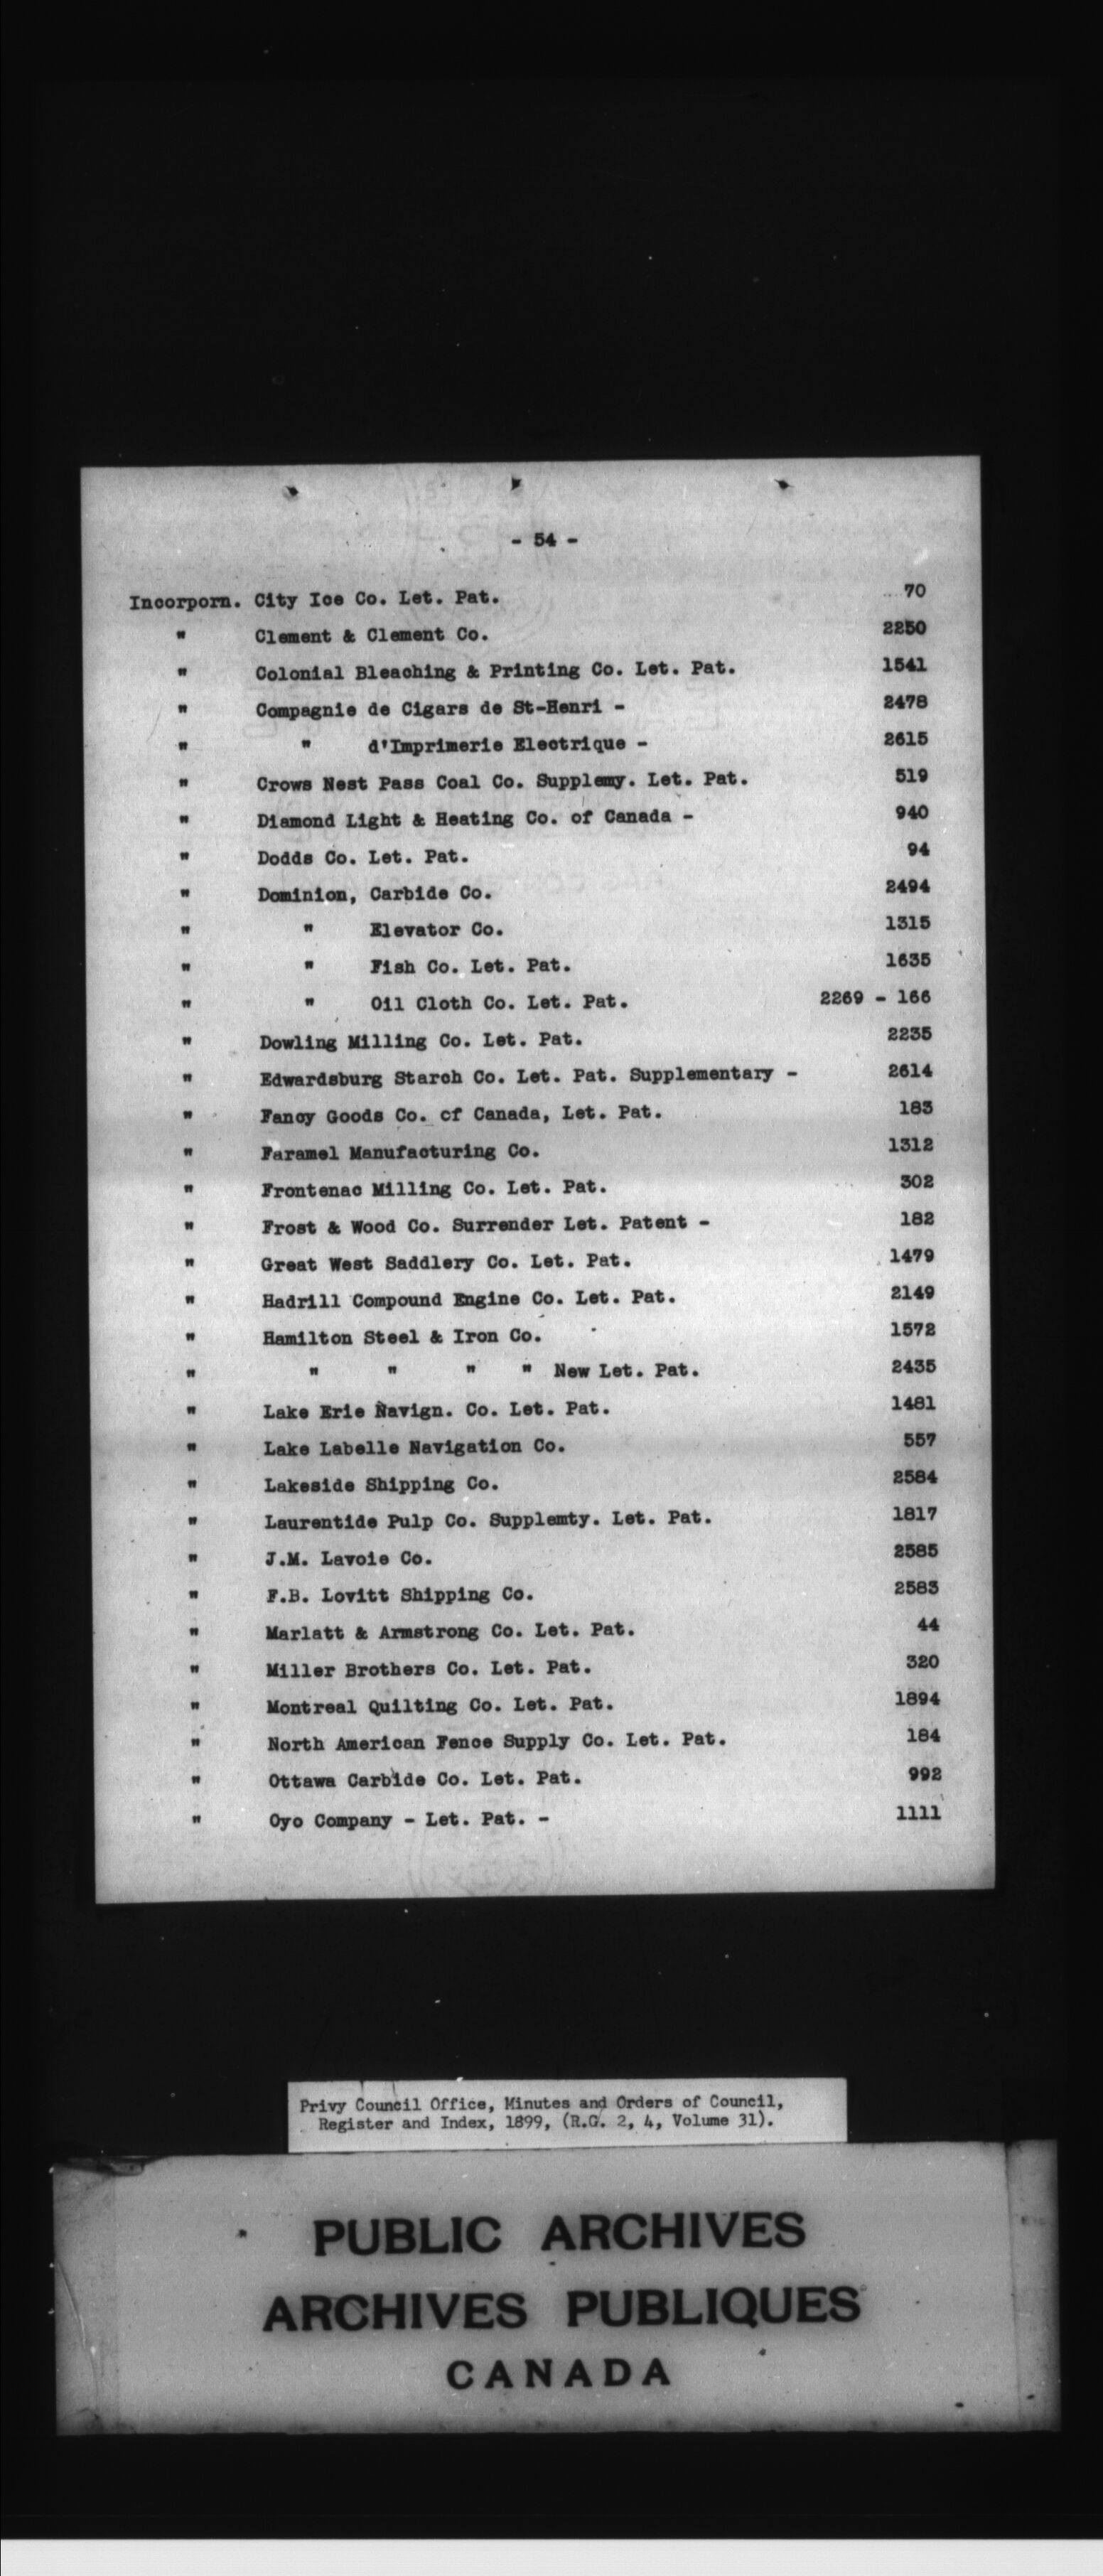 - 54 -
Incorporn. City Ice Co. Let. Pat. 70
" Clement & Clement Co. 2250
" Colonial Bleaching & Printing Co. Let. Pat. 1541
" Compagnie de Cigars de St-Henri - 2478
" " d'Imprimerie Electrique - 2615
" Crows Nest Pass Coal Co. Supplemy. Let. Pat. 519
" Diamond Light & Heating Co. of Canada - 940
" Dodds Co. Let. Pat. 94
" Dominion, Carbide Co. 2494
" " Elevator Co. 1315
" " Fish Co. Let. Pat. 1635
" " Oil Cloth Co. Let. Pat. 2269 - 166
" Dowling Milling Co. Let. Pat. 2235
" Edwardsburg Starch Co. Let. Pat. Supplementary - 2614
" Fancy Goods Co. of Canada, Let. Pat. 183
" Faramel Manufacturing Co. 1312
" Frontenac Milling Co. Let. Pat. 302
" Frost & Wood Co. Surrender Let. Patent - 182
" Great West Saddlery Co. Let. Pat. 1479
" Hadrill Compound Engine Co. Let. Pat. 2149
" Hamilton Steel & Iron Co. 1572
" " " " " New Let. Pat. 2435
" Lake Erie Navign. Co. Let. Pat. 1481
" Lake Labelle Navigation Co. 557
" Lakeside Shipping Co. 2584
" Laurentide Pulp Co. Supplemty. Let. Pat. 1817
" J.M. Lavoie Co. 2585
" F.B. Lovitt Shipping Co. 2583
" Marlatt & Armstrong Co. Let. Pat. 44
" Miller Brothers Co. Let. Pat. 320
" Montreal Quilting Co. Let. Pat. 1894
" North American Fence Supply Co. Let. Pat. 184
" Ottawa Carbide Co. Let. Pat. 992
" Oyo Company - Let. Pat. - 1111
Privy Council Office, Minutes and Orders of Council,
Register and Index, 1899, (R.G. 2, 4, Volume 31).
PUBLIC ARCHIVES
ARCHIVES PUBLIQUES
CANADA